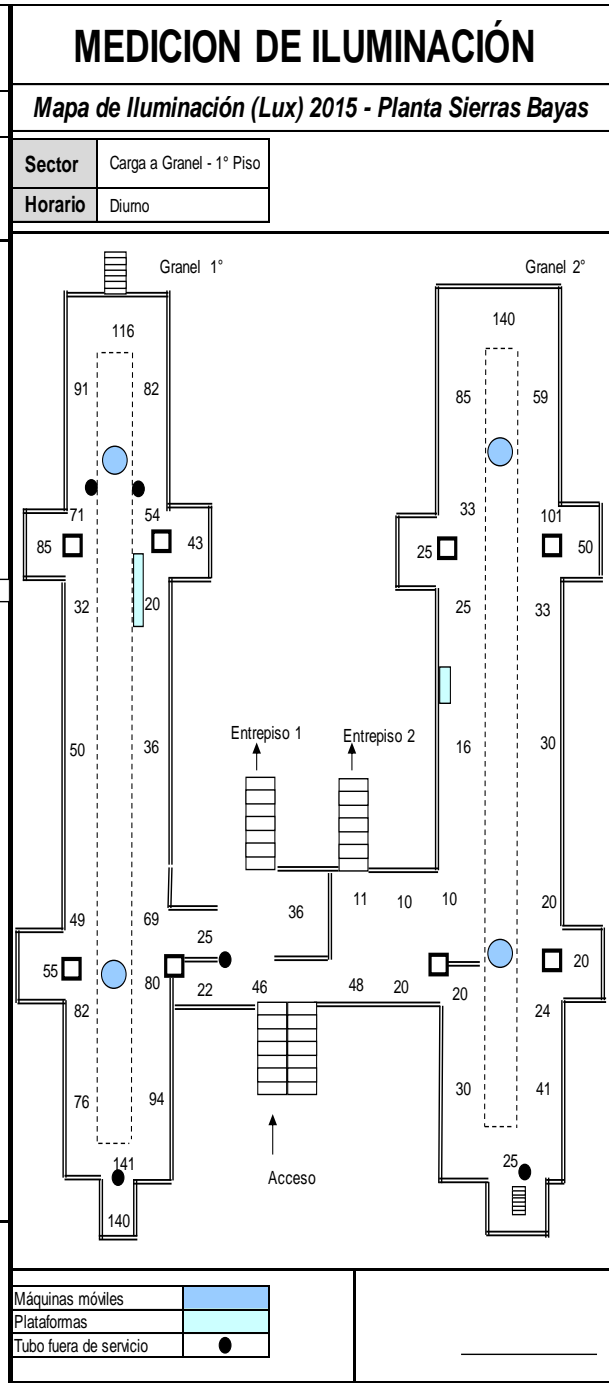 MEDICION DE ILUMINACIÓN
Mapa de Iluminación (Lux) 2015 - Planta Sierras Bayas
Sector Carga a Granel - 1° Piso
Horario Diurno
Granel 1° Granel 2°
116 140
91 82 85 59
71 54 33 101
85 43 25 50
32 20 25 33
Entrepiso 1 Entrepiso 2
50 36 16 30
49 69 36 11 10 10 20
25
55 80 22 46 48 20 20 20
82 24
76 94 30 41
141 25
Acceso
140
Máquinas móviles
Plataformas
Tubo fuera de servicio